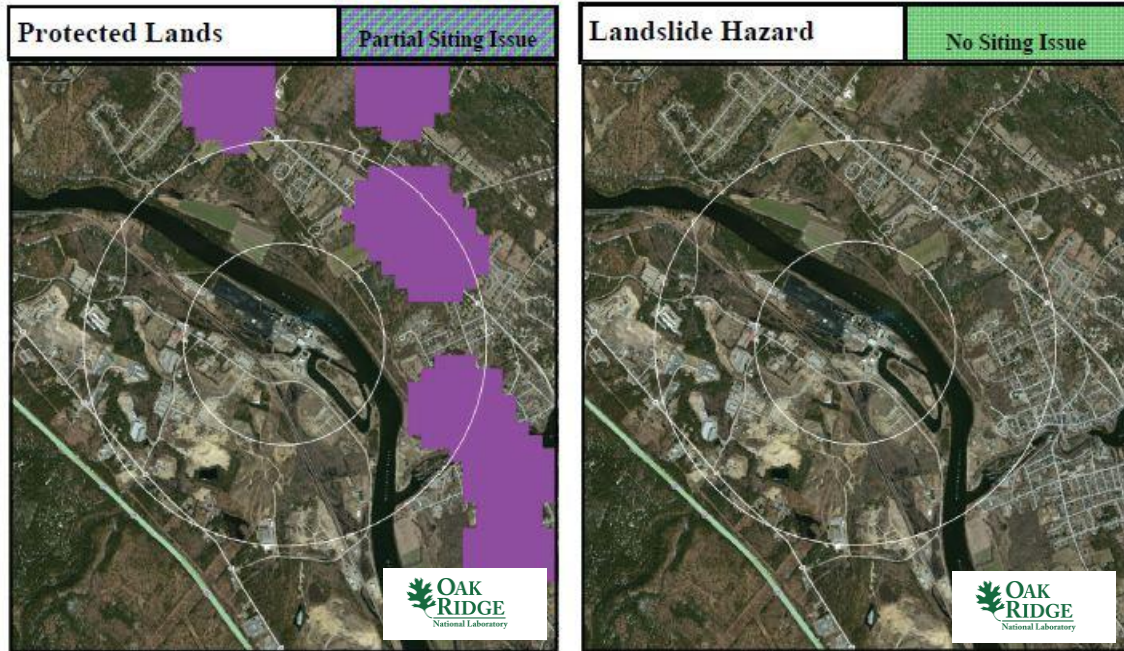 Protected Lands
Partial Siting Issue
Landslide Hazard
No Siting Issue
OAK
RIDGE
National Laboratory
OAK
RIDGE
National Laboratory